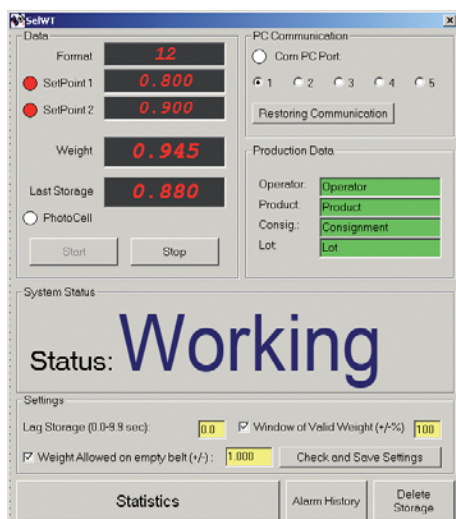 SelWT
Data
Format 12
SetPoint 1 0.800
SetPoint 2 0.900
Weight 0.945
Last Storage 0.880
PhotoCell
Start Stop
PC Communication
Com PC Port
1 2 3 4 5
Restoring Communication
Production Data
Operator: Operator
Product: Product
Consig.: Consignment
Lot: Lot
System Status
Status: Working
Settings
Lag Storage (0.0-9.9 sec): 0.0 Window of Valid Weight (+/-%) 100
Weight Allowed on empty belt (+/-) : 1.000 Check and Save Settings
Statistics Alarm History Delete Storage